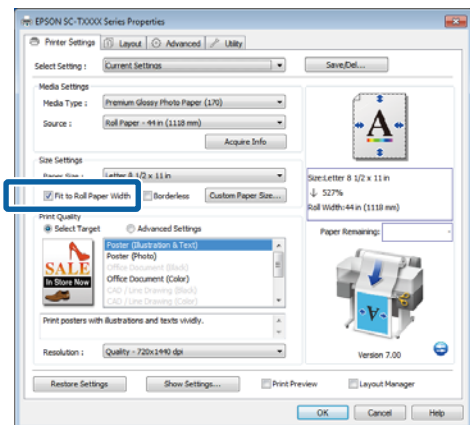 EPSON SC-TXXXX Series Properties
Printer Settings Layout Advanced Utility
Select Setting : Current Settings Save/Del...
Media Settings
Media Type : Premium Glossy Photo Paper (170)
Source : Roll Paper - 44 in (1118 mm)
Acquire Info
A
Size Settings
Paper Size : Letter 8 1/2 x 11 in
Fit to Roll Paper Width Borderless Custom Paper Size...
Size:Letter 8 1/2 x 11 in
↓ 527%
Roll Width:44 in (1118 mm)
Print Quality
Select Target Advanced Settings
Paper Remaining: -
SALE
In Store Now
Poster (Illustration & Text)
Poster (Photo)
Office Document (Black)
Office Document (Color)
CAD / Line Drawing (Black)
CAD / Line Drawing (Color)
A
Print posters with illustrations and texts vividly.
Resolution : Quality - 720x1440 dpi
Version 7.00
Restore Settings Show Settings... Print Preview Layout Manager
OK Cancel Help